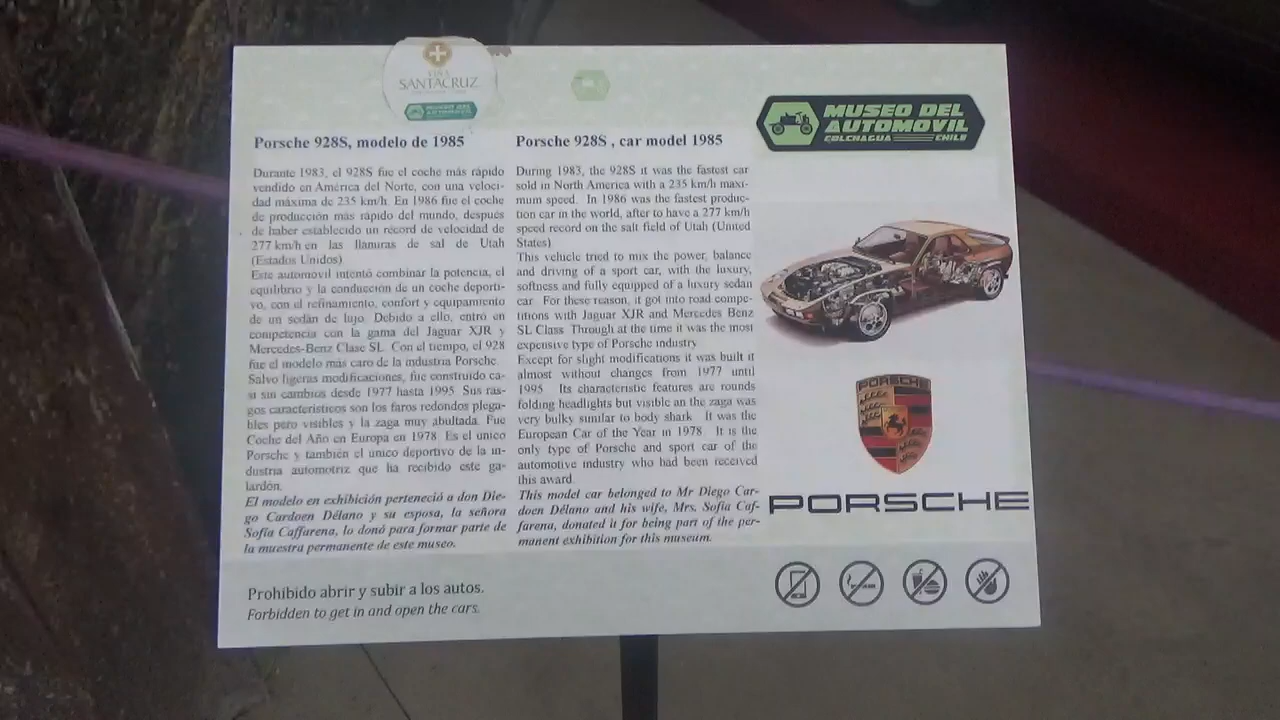 VIÑA
SANTACRUZ
MUSEO DEL
AUTOMOVIL
Porsche 928S, modelo de 1985
Durante 1983, el 928S fue el coche más rápido
vendido en América del Norte, con una veloci-
dad máxima de 235 km/h. En 1986 fue el coche
de producción más rápido del mundo, después
de haber establecido un récord de velocidad de
277 km/h en las llanuras de sal de Utah
(Estados Unidos).
Este automovil intentó combinar la potencia, el
equilibrio y la conducción de un coche deporti-
vo, con el refinamiento, confort y equipamiento
de un sedán de lujo. Debido a ello, entró en
competencia con la gama del Jaguar XJR y
Mercedes-Benz Clase SL. Con el tiempo, el 928
fue el modelo más caro de la industria Porsche.
Salvo ligeras modificaciones, fue construido ca-
si sin cambios desde 1977 hasta 1995. Sus ras-
gos característicos son los faros redondos plega-
bles pero visibles y la zaga muy abultada. Fue
Coche del Año en Europa en 1978. Es el unico
Porsche y también el unico deportivo de la in-
dustria automotriz que ha recibido este ga-
lardón.
El modelo en exhibición perteneció a don Die-
go Cardoen Délano y su esposa, la señora
Sofía Caffarena, lo donó para formar parte de
la muestra permanente de este museo.
Porsche 928S , car model 1985
During 1983, the 928S it was the fastest car
sold in North America with a 235 km/h maxi-
mum speed. In 1986 was the fastest produc-
tion car in the world, after to have a 277 km/h
speed record on the salt field of Utah (United
States)
This vehicle tried to mix the power, balance
and driving of a sport car, with the luxury,
softness and fully equipped of a luxury sedan
car. For these reason, it got into road compe-
titions with Jaguar XJR and Mercedes Benz
SL Class. Through at the time it was the most
expensive type of Porsche industry
Except for slight modifications it was built it
almost without changes from 1977 until
1995. Its characteristic features are rounds
folding headlights but visible an the zaga was
very bulky similar to body shark. It was the
European Car of the Year in 1978. It is the
only type of Porsche and sport car of the
automotive industry who had been received
this award.
This model car belonged to Mr Diego Car-
doen Délano and his wife, Mrs. Sofia Caf-
farena, donated it for being part of the per-
manent exhibition for this museum.
MUSEO DEL
AUTOMOVIL
COLCHAGUA CHILE
PORSCHE
PORSCHE
Prohibido abrir y subir a los autos.
Forbidden to get in and open the cars.